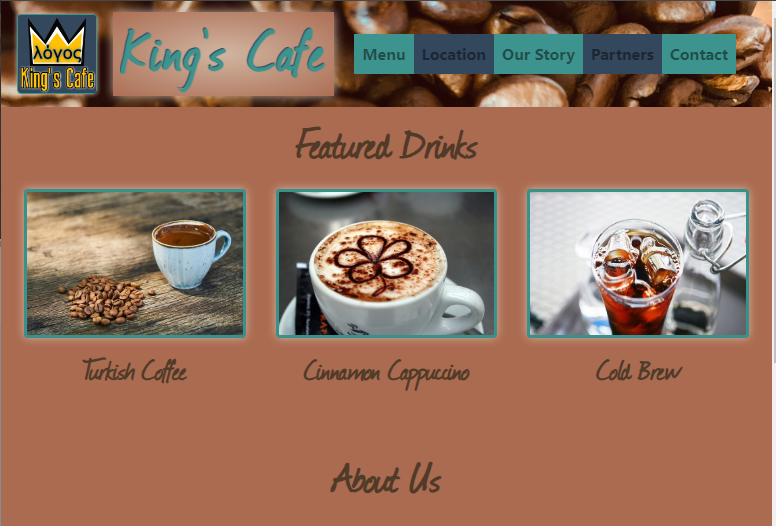 λόγος
King's Cafe
King's Cafe
Menu Location Our Story Partners Contact
Featured Drinks
Turkish Coffee Cinnamon Cappuccino Cold Brew
About Us